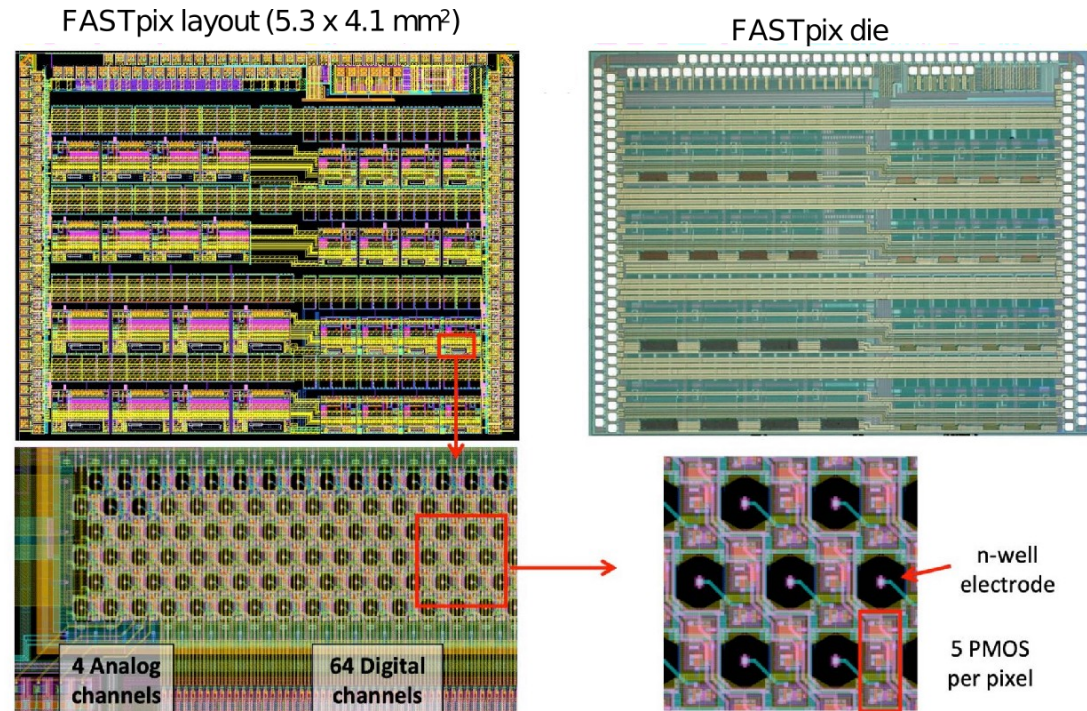 FASTpix layout (5.3 x 4.1 mm²)
FASTpix die
4 Analog
channels
64 Digital
channels
n-well
electrode
5 PMOS
per pixel